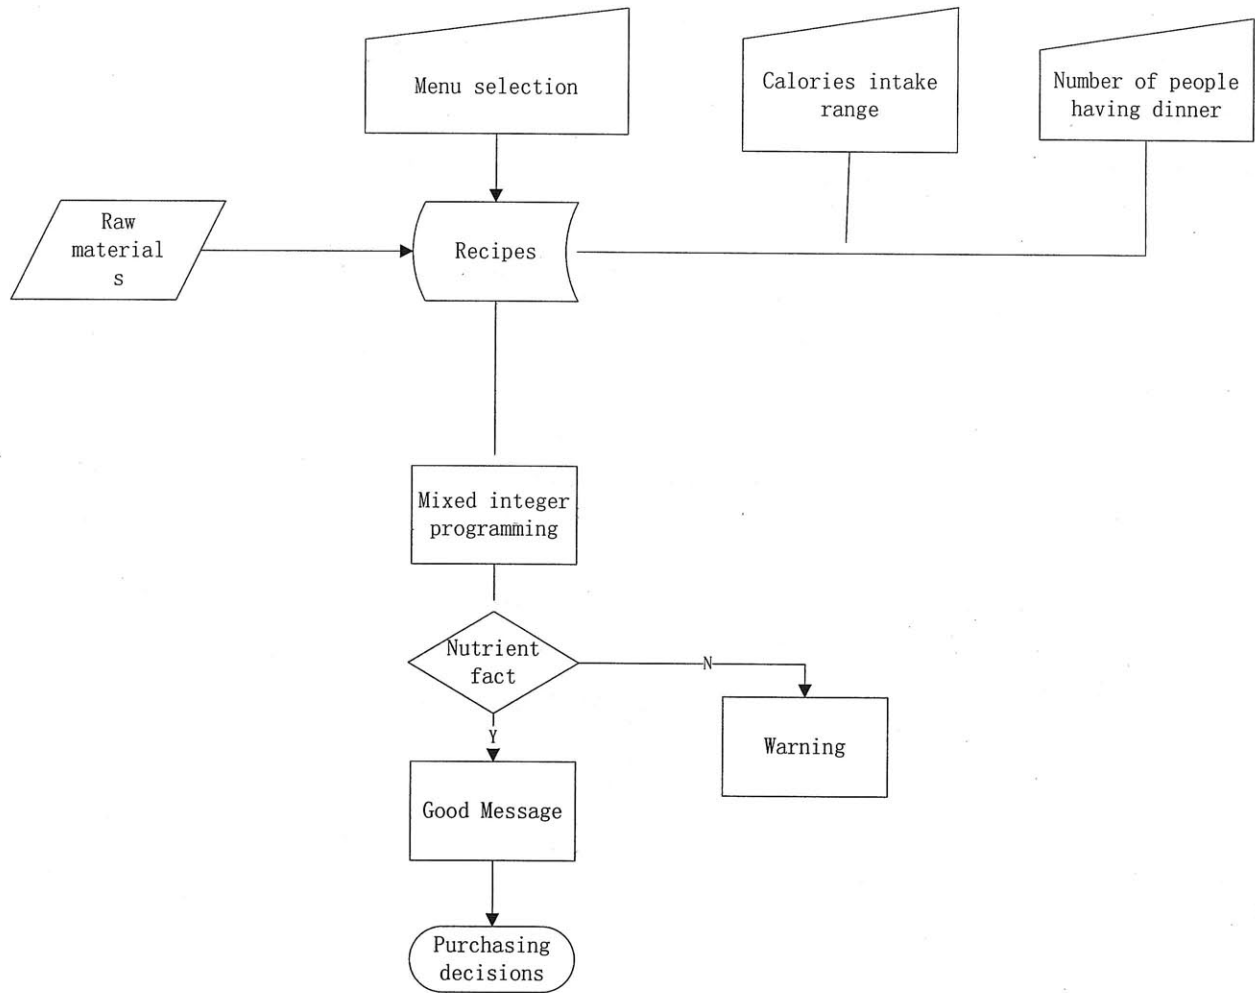 Menu selection
Calories intake
range
Number of people
having dinner
Raw
material
s
Recipes
Mixed integer
programming
Nutrient
fact
N
Warning
Y
Good Message
Purchasing
decisions